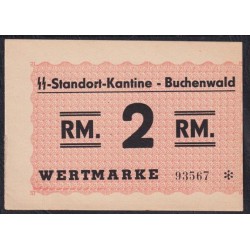 ᛋᛋ-Standort-Kantine - Buchenwald
RM. 2 RM.
WERTMARKE 93567 *